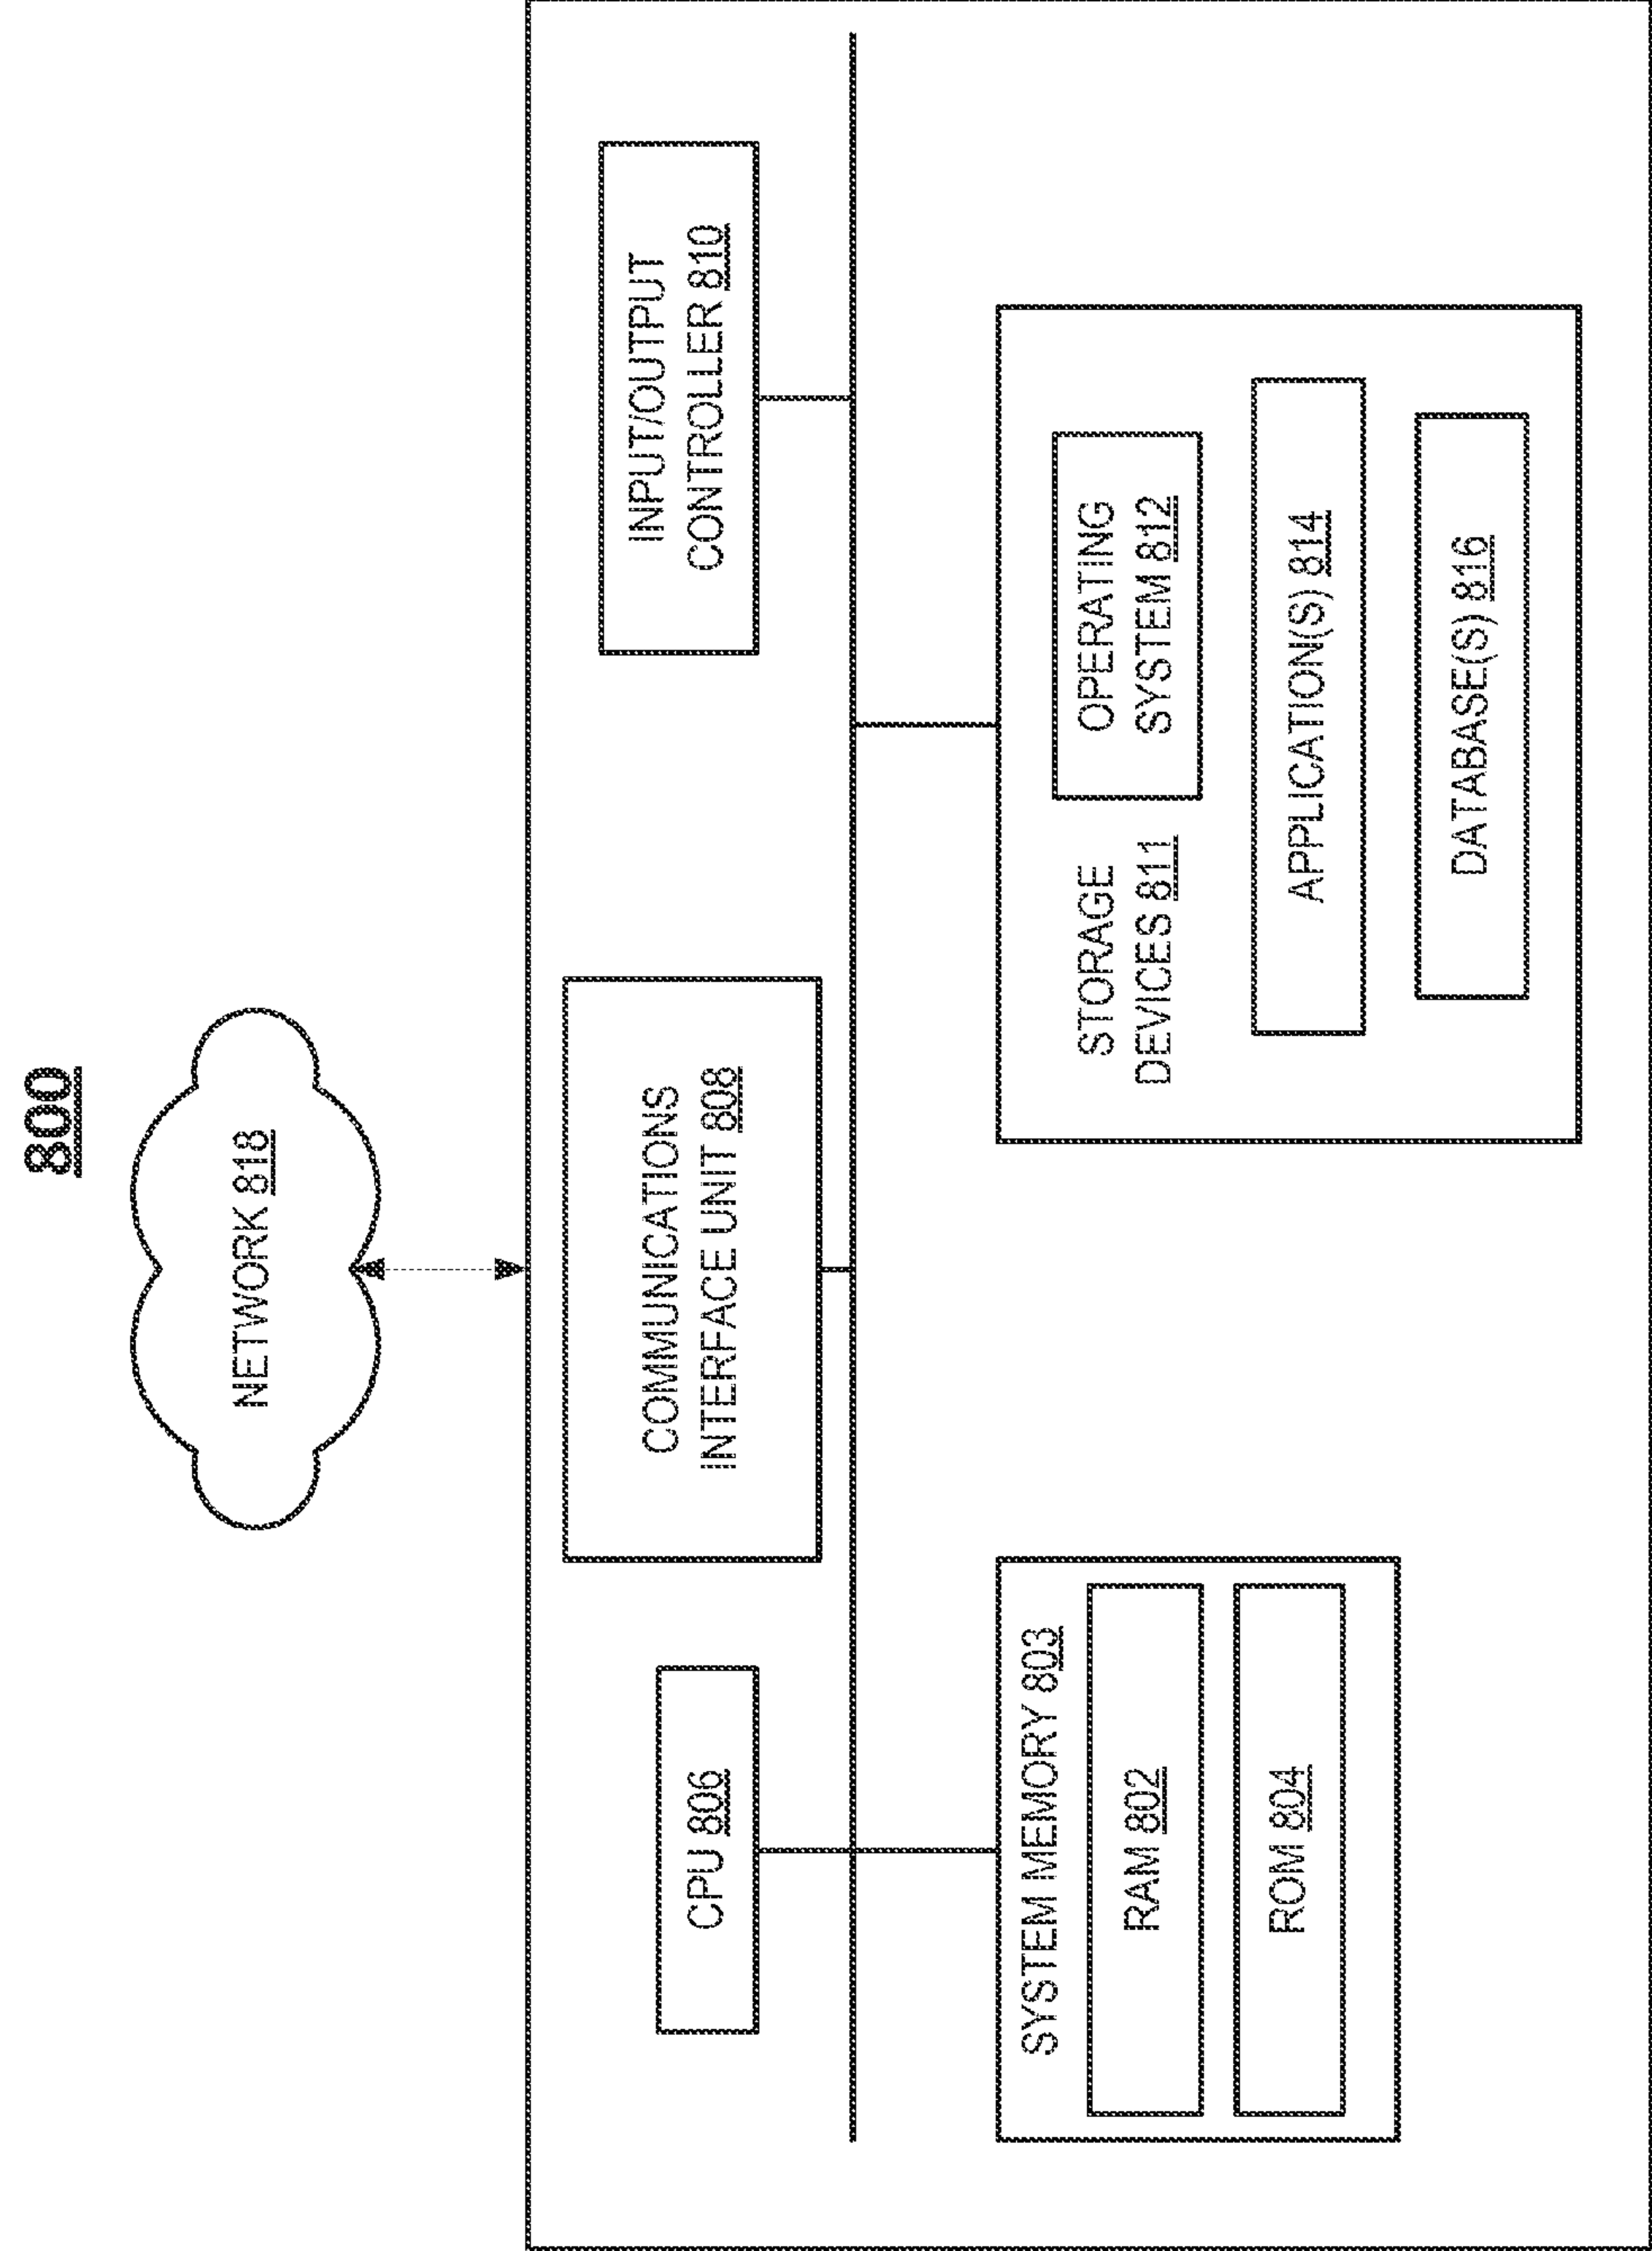 800
NETWORK 818
CPU 806
COMMUNICATIONS
INTERFACE UNIT 808
INPUT/OUTPUT
CONTROLLER 810
SYSTEM MEMORY 803
RAM 802
ROM 804
STORAGE
DEVICES 811
OPERATING
SYSTEM 812
APPLICATION(S) 814
DATABASE(S) 816